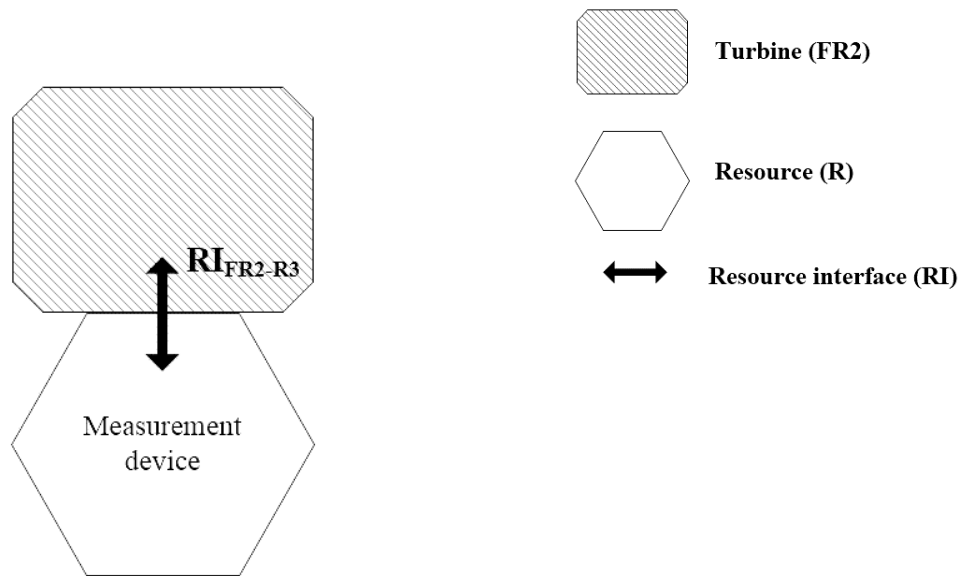 Turbine (FR2)
Resource (R)
RIFR2-R3
Resource interface (RI)
Measurement
device